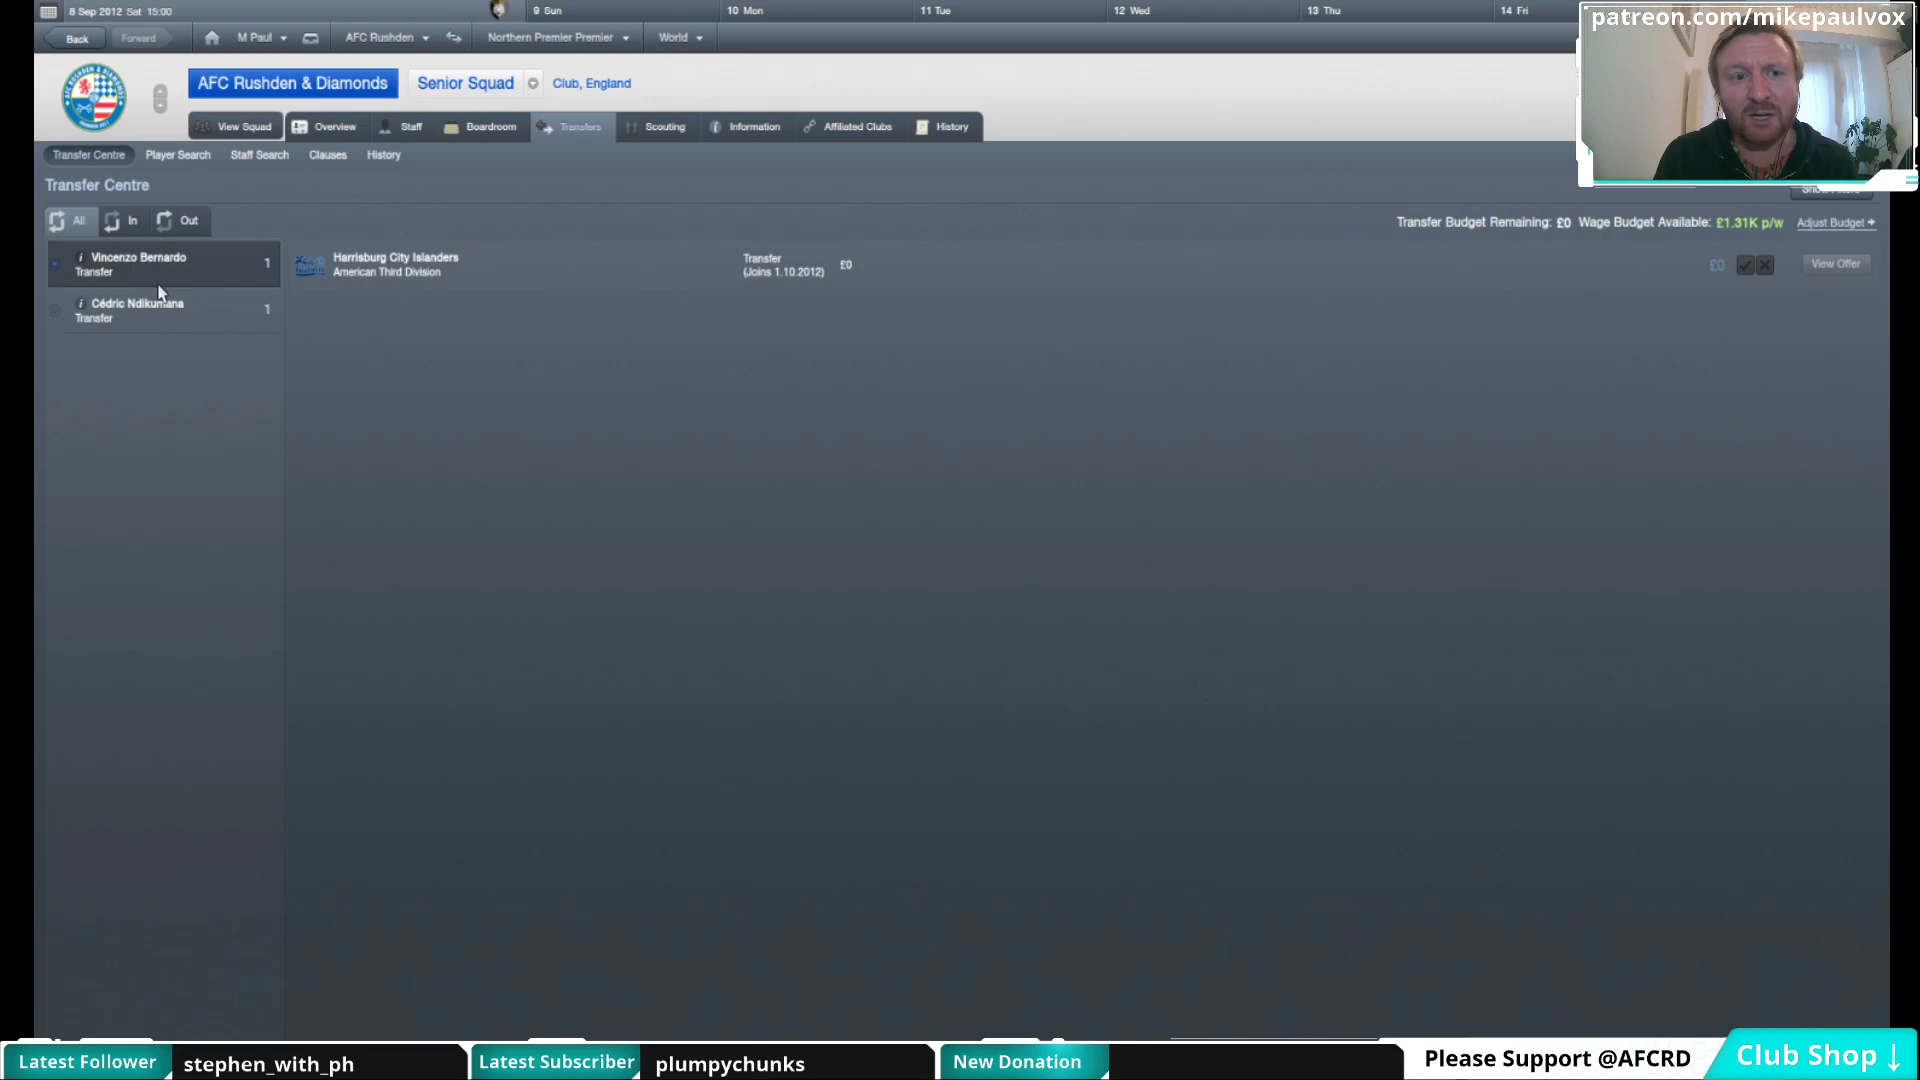 8 Sep 2012 Sat 15:00
9 Sun
10 Mon
11 Tue
12 Wed
13 Thu
14 Fri
patreon.com/mikepaulvox
Back
Forward
M Paul
AFC Rushden
Northern Premier Premier
World
AFC Rushden & Diamonds
Senior Squad
Club, England
View Squad
Overview
Staff
Boardroom
Transfers
Scouting
Information
Affiliated Clubs
History
Transfer Centre
Player Search
Staff Search
Clauses
History
Transfer Centre
All
In
Out
Transfer Budget Remaining: £0 Wage Budget Available: £1.31K p/w
Adjust Budget
Vincenzo Bernardo
Transfer
1
Harrisburg City Islanders
American Third Division
Transfer
(Joins 1.10.2012)
£0
£0
View Offer
Cédric Ndikumana
Transfer
1
Latest Follower
stephen_with_ph
Latest Subscriber
plumpychunks
New Donation
Please Support @AFCRD
Club Shop ↓